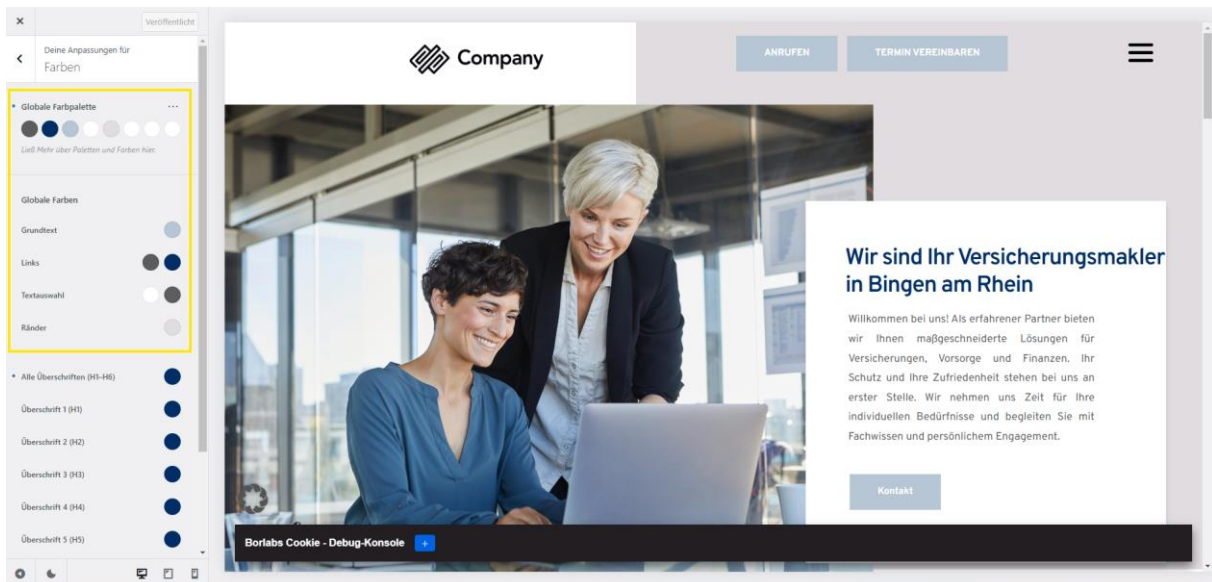 Veröffentlicht
Deine Anpassungen für
Farben
Globale Farbpalette
Ließ Mehr über Paletten und Farben hier.
Globale Farben
Grundtext
Links
Textauswahl
Ränder
Alle Überschriften (H1-H6)
Überschrift 1 (H1)
Überschrift 2 (H2)
Überschrift 3 (H3)
Überschrift 4 (H4)
Überschrift 5 (H5)
Company
ANRUFEN
TERMIN VEREINBAREN
Wir sind Ihr Versicherungsmakler
in Bingen am Rhein
Willkommen bei uns! Als erfahrener Partner bieten
wir Ihnen maßgeschneiderte Lösungen für
Versicherungen, Vorsorge und Finanzen. Ihr
Schutz und Ihre Zufriedenheit stehen bei uns an
erster Stelle. Wir nehmen uns Zeit für Ihre
individuellen Bedürfnisse und begleiten Sie mit
Fachwissen und persönlichem Engagement.
Kontakt
Borlabs Cookie - Debug-Konsole +